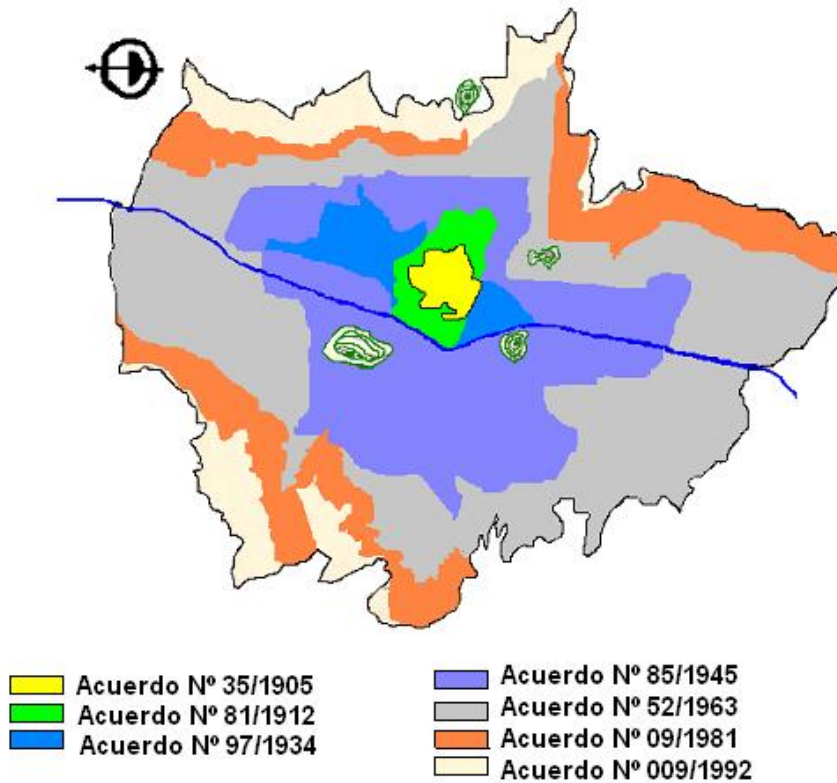 Acuerdo Nº 35/1905
Acuerdo Nº 81/1912
Acuerdo Nº 97/1934
Acuerdo Nº 85/1945
Acuerdo Nº 52/1963
Acuerdo Nº 09/1981
Acuerdo Nº 009/1992